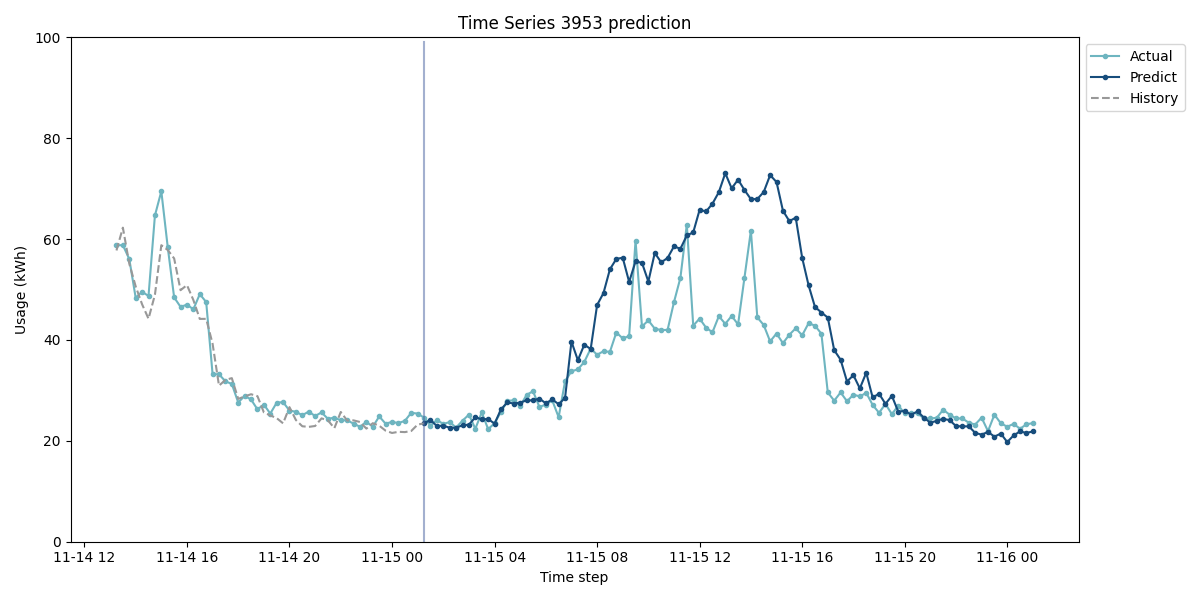 Time Series 3953 prediction
100
80
60
40
20
0
Usage (kWh)
11-14 12
11-14 16
11-14 20
11-15 00
11-15 04
11-15 08
11-15 12
11-15 16
11-15 20
11-16 00
Time step
Actual
Predict
History